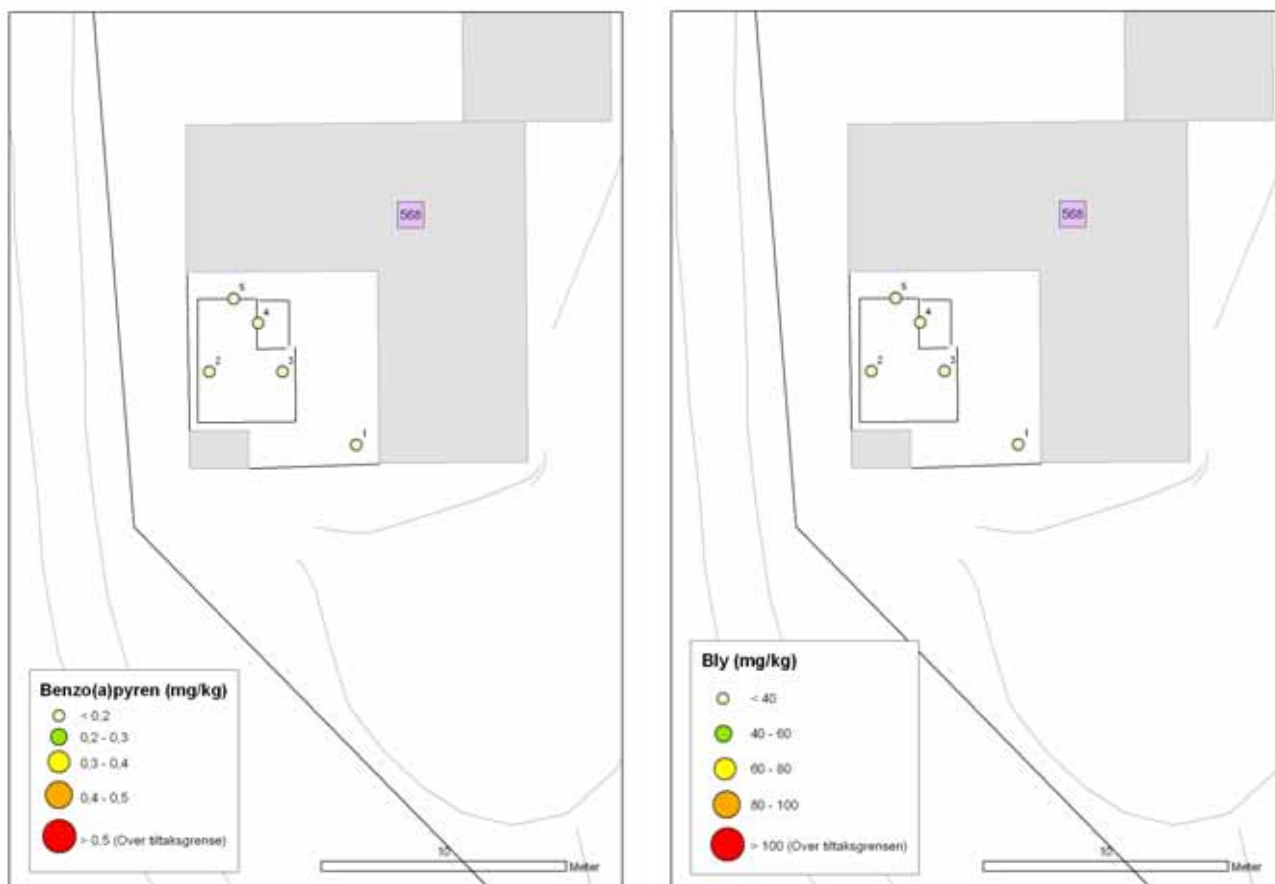 568
5
4
2
3
1
Benzo(a)pyren (mg/kg)
< 0,2
0,2 - 0,3
0,3 - 0,4
0,4 - 0,5
> 0,5 (Over tiltaksgrense)
10
Meter
568
5
4
2
3
1
Bly (mg/kg)
< 40
40 - 60
60 - 80
80 - 100
> 100 (Over tiltaksgrensen)
10
Meter